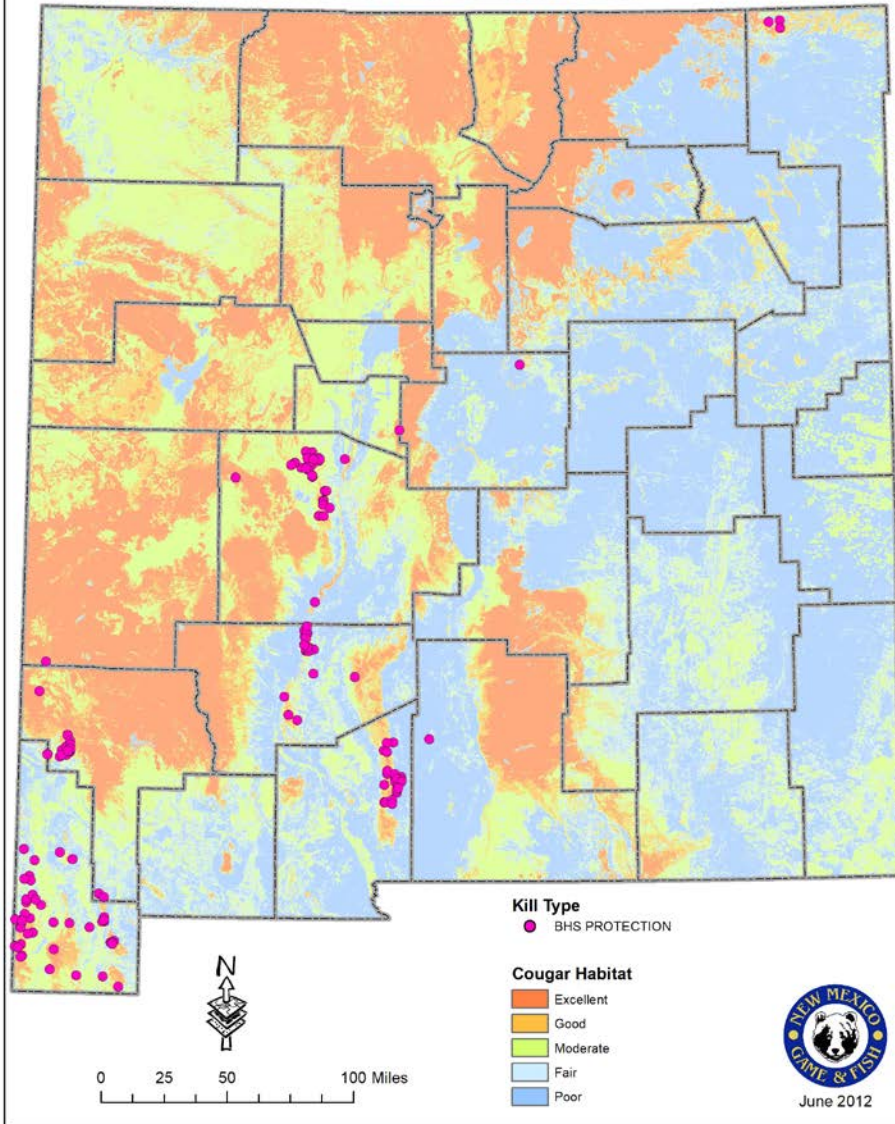 Kill Type
BHS PROTECTION
Cougar Habitat
Excellent
Good
Moderate
Fair
Poor
N
0 25 50 100 Miles
NEW MEXICO
GAME & FISH
June 2012